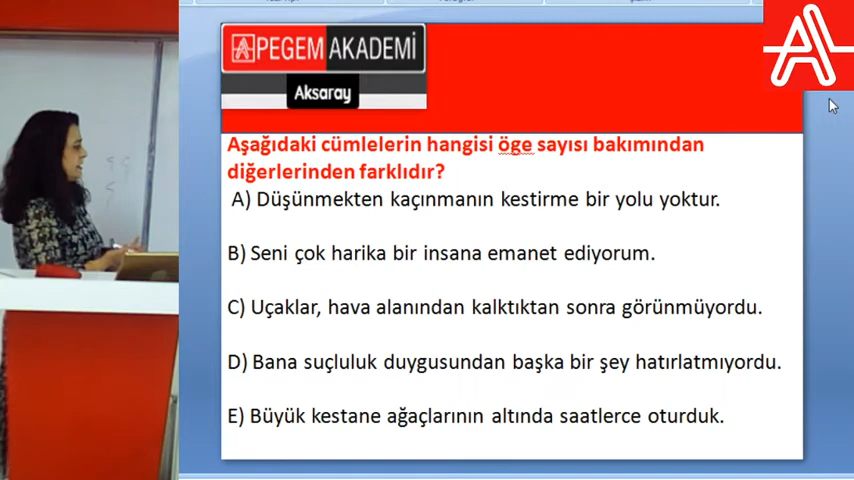 PEGEM AKADEMİ
Aksaray
Aşağıdaki cümlelerin hangisi öge sayısı bakımından
diğerlerinden farklıdır?
A) Düşünmekten kaçınmanın kestirme bir yolu yoktur.
B) Seni çok harika bir insana emanet ediyorum.
C) Uçaklar, hava alanından kalktıktan sonra görünmüyordu.
D) Bana suçluluk duygusundan başka bir şey hatırlatmıyordu.
E) Büyük kestane ağaçlarının altında saatlerce oturduk.